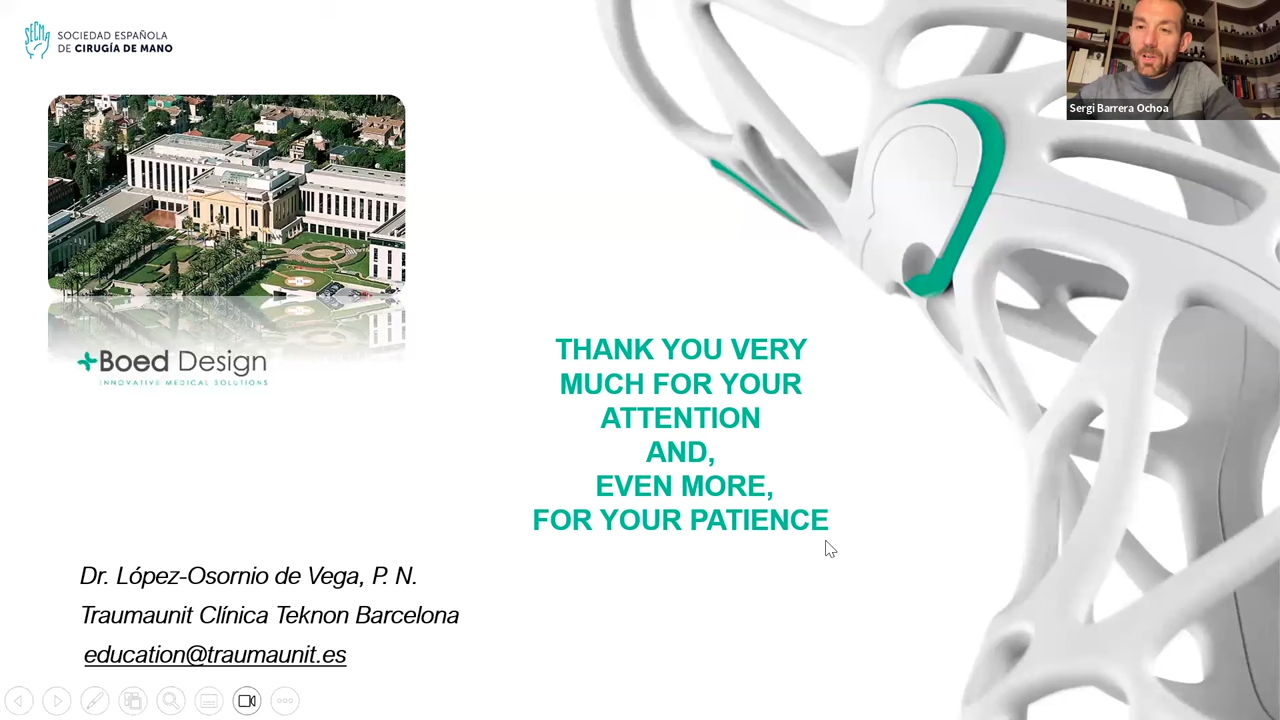 SECMA
SOCIEDAD ESPAÑOLA
DE CIRUGÍA DE MANO
Sergi Barrera Ochoa
Boed Design
INNOVATIVE MEDICAL SOLUTIONS
THANK YOU VERY
MUCH FOR YOUR
ATTENTION
AND,
EVEN MORE,
FOR YOUR PATIENCE
Dr. López-Osornio de Vega, P. N.
Traumaunit Clínica Teknon Barcelona
education@traumaunit.es